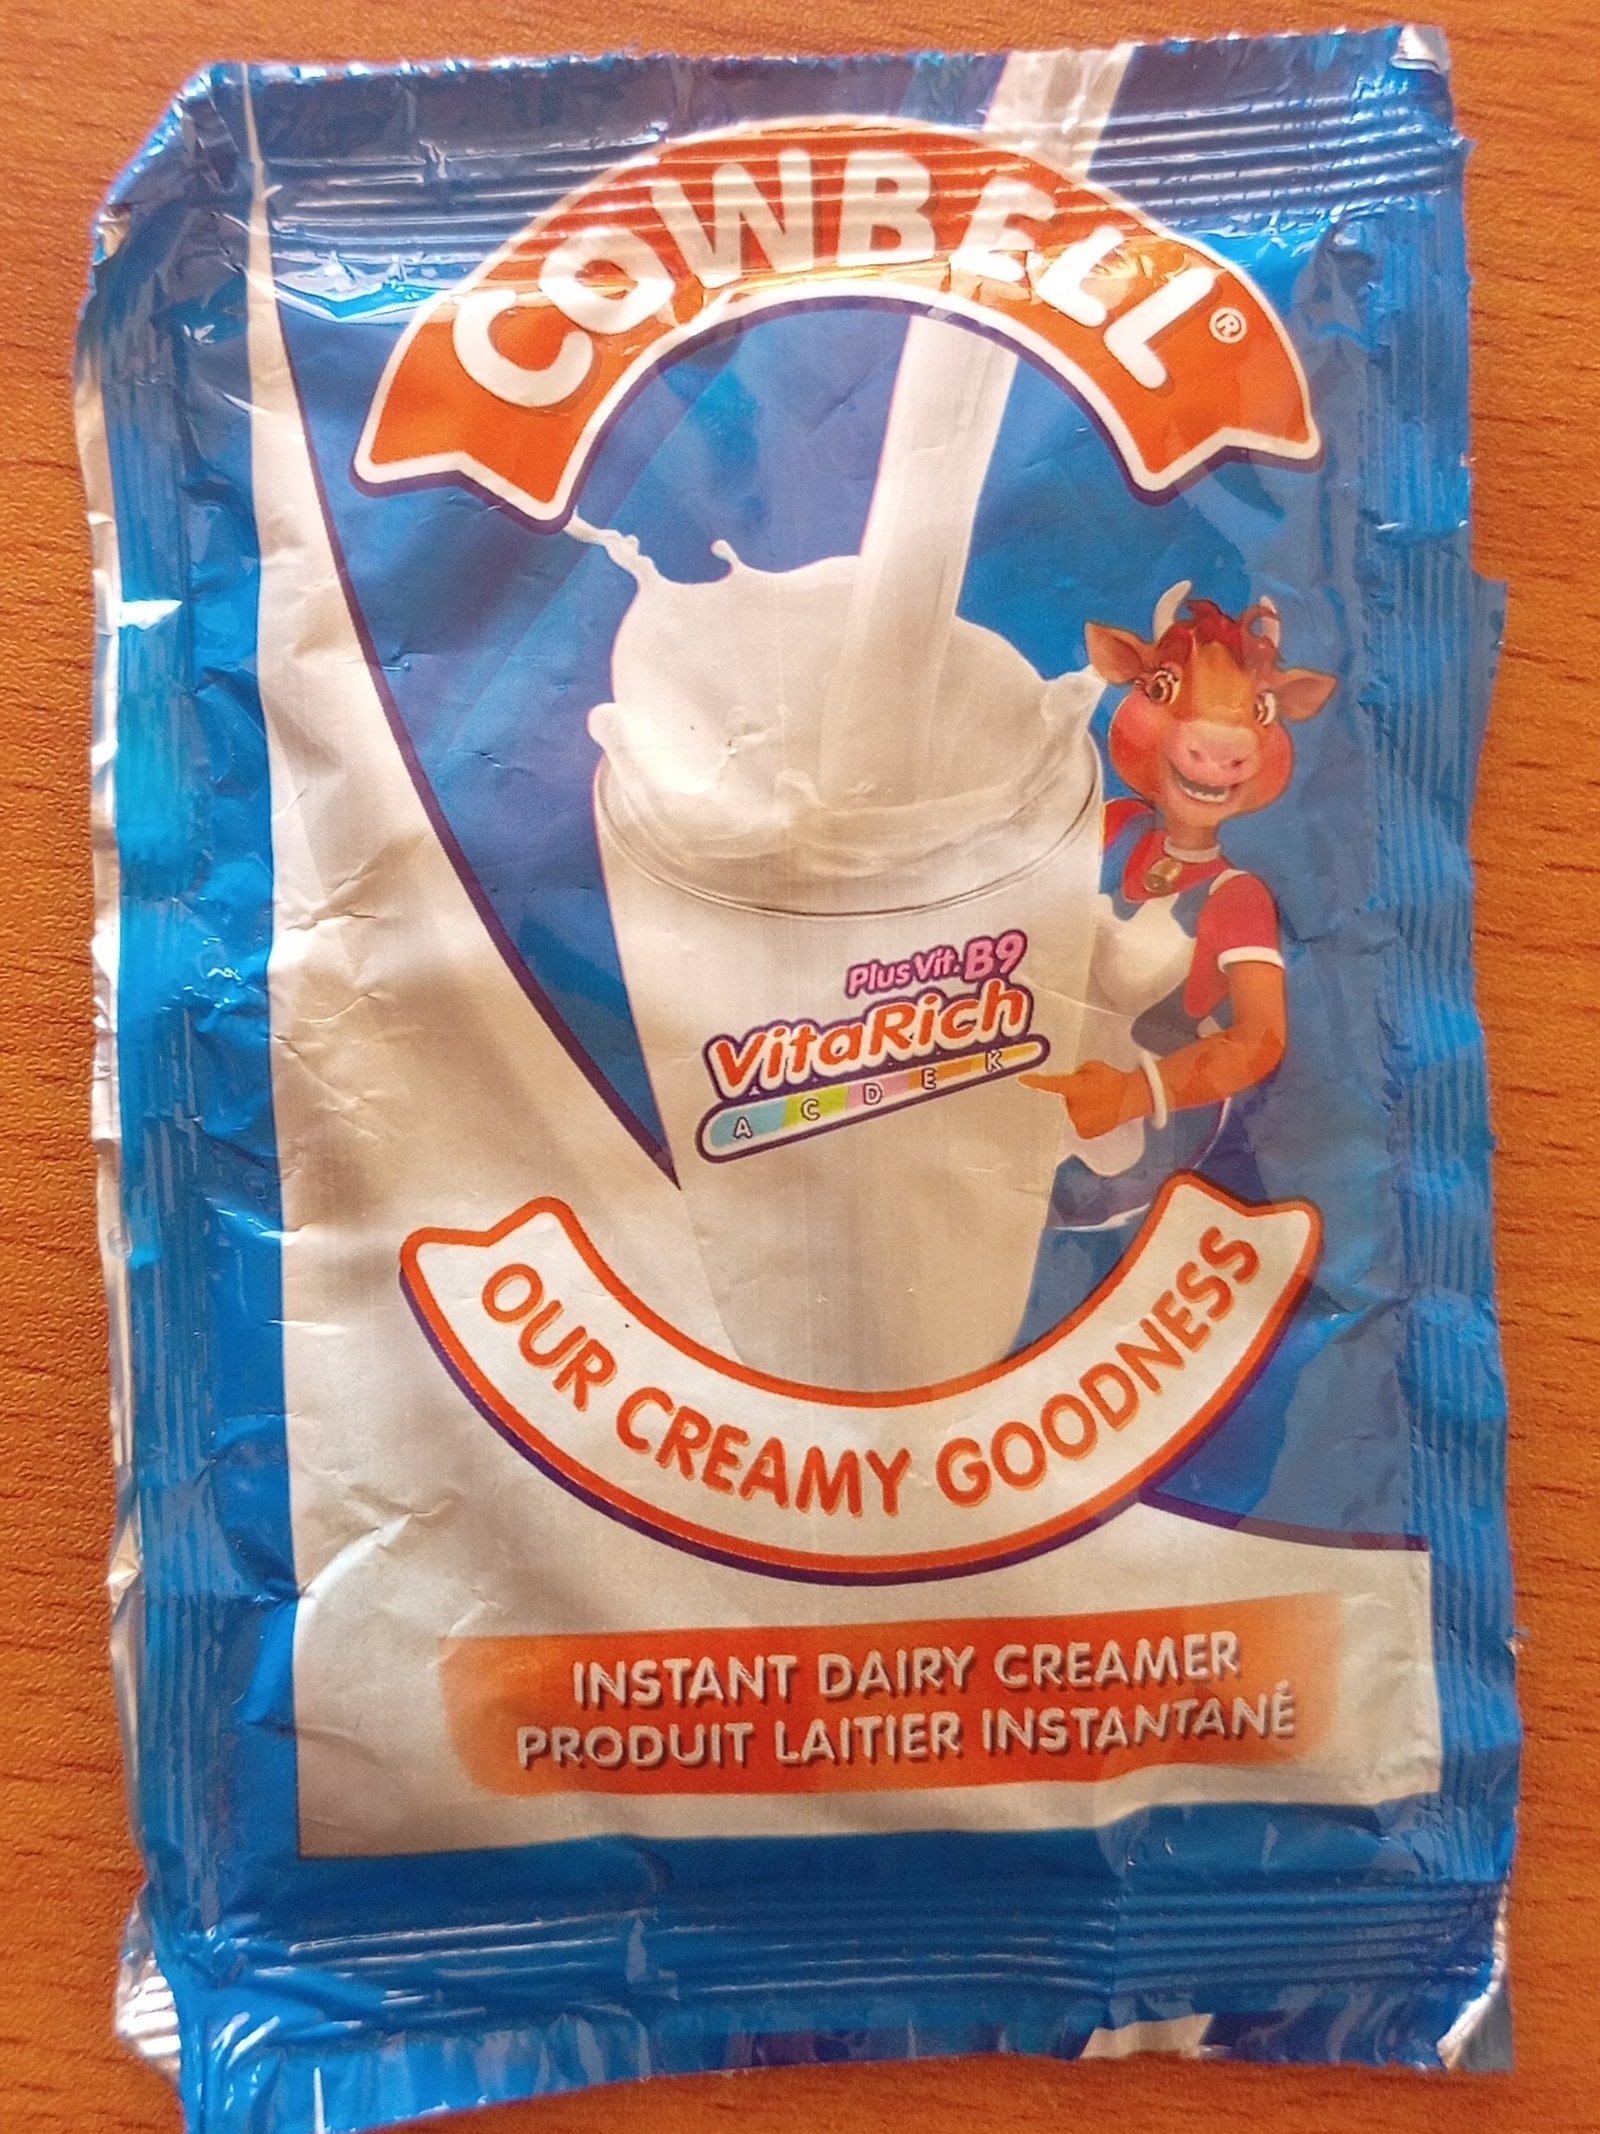 COWBELL®
Plus Vit. B9
VitaRich
A C D E K
OUR CREAMY GOODNESS
INSTANT DAIRY CREAMER
PRODUIT LAITIER INSTANTANÉ